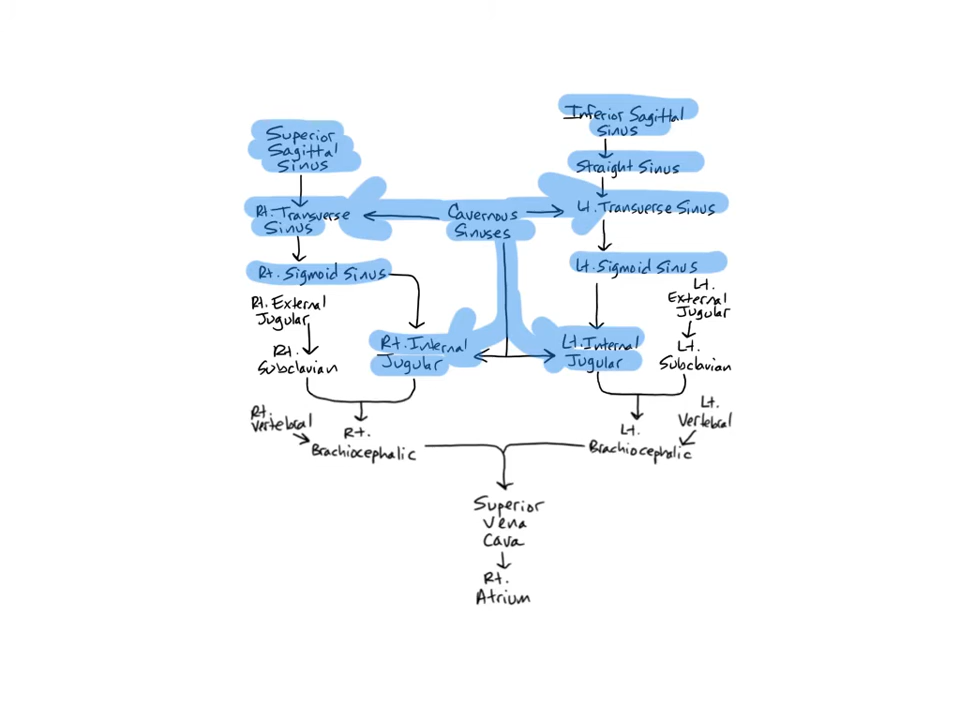 Superior
Sagittal
Sinus
Inferior Sagittal
Sinus
Straight Sinus
Rt. Transverse
Sinus
Cavernous
Sinuses
Lt. Transverse Sinus
Rt. Sigmoid Sinus
Lt. Sigmoid Sinus
Rt. External
Jugular
Lt.
External
Jugular
Rt. Internal
Jugular
Lt. Internal
Jugular
Rt.
Subclavian
Lt.
Subclavian
Rt.
Vertebral
Rt.
Brachiocephalic
Lt.
Brachiocephalic
Lt.
Vertebral
Superior
Vena
Cava
Rt.
Atrium